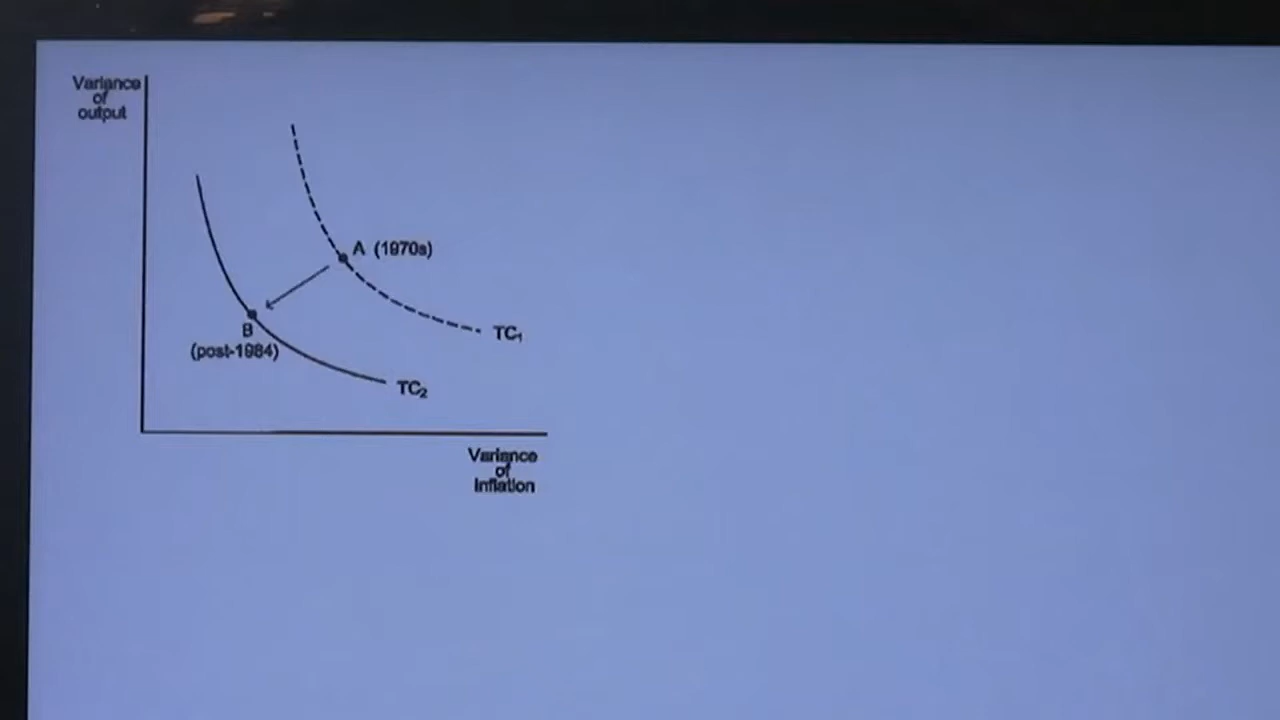 Variance
of
output
A (1970s)
B
(post-1984)
TC₁
TC₂
Variance
of
Inflation